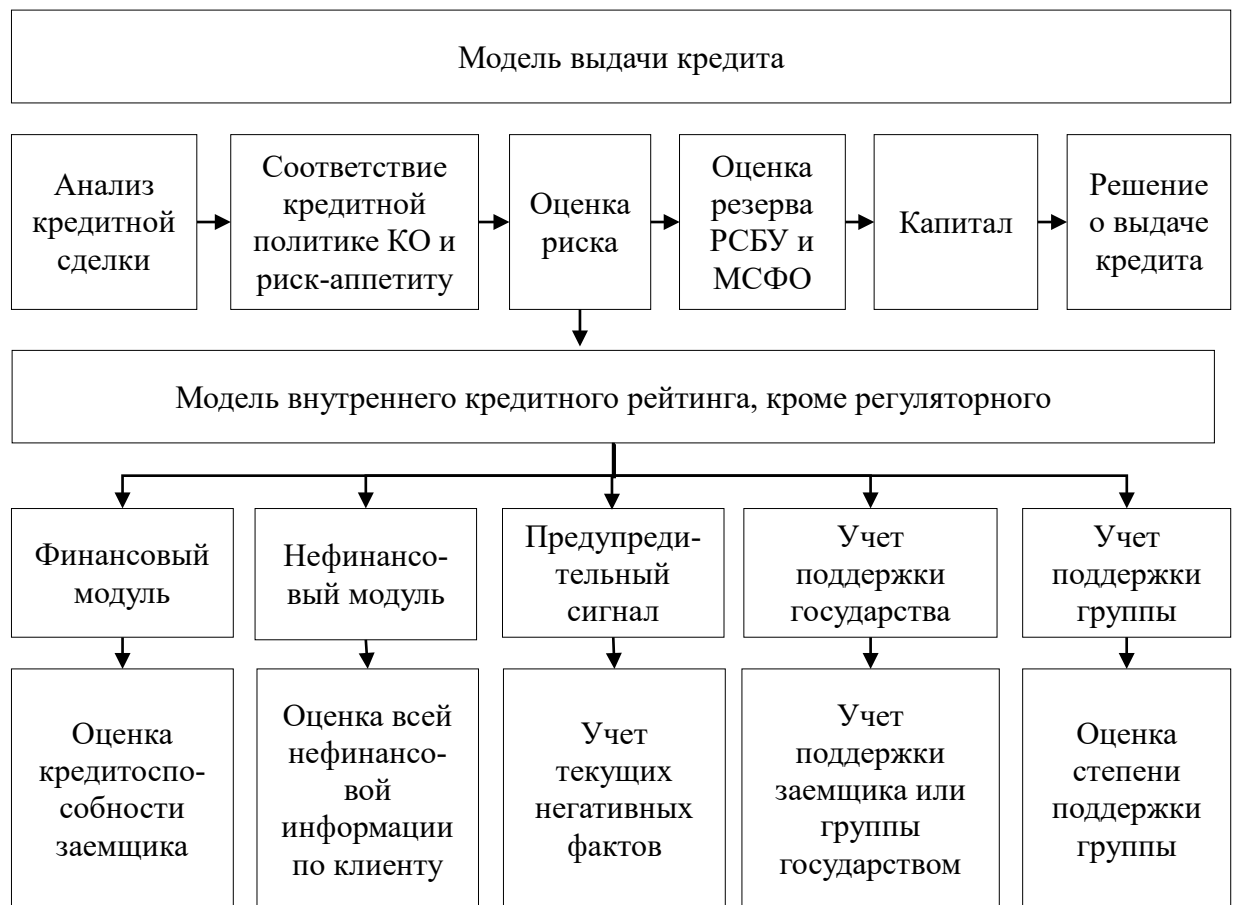 Модель выдачи кредита
Анализ
кредитной
сделки
Соответствие
кредитной
политике КО и
риск-аппетиту
Оценка
риска
Оценка
резерва
РСБУ и
МСФО
Капитал
Решение
о выдаче
кредита
Модель внутреннего кредитного рейтинга, кроме регуляторного
Финансовый
модуль
Нефинансо-
вый модуль
Предупреди-
тельный
сигнал
Учет
поддержки
государства
Учет
поддержки
группы
Оценка
кредитоспо-
собности
заемщика
Оценка всей
нефинансо-
вой
информации
по клиенту
Учет
текущих
негативных
фактов
Учет
поддержки
заемщика или
группы
государством
Оценка
степени
поддержки
группы